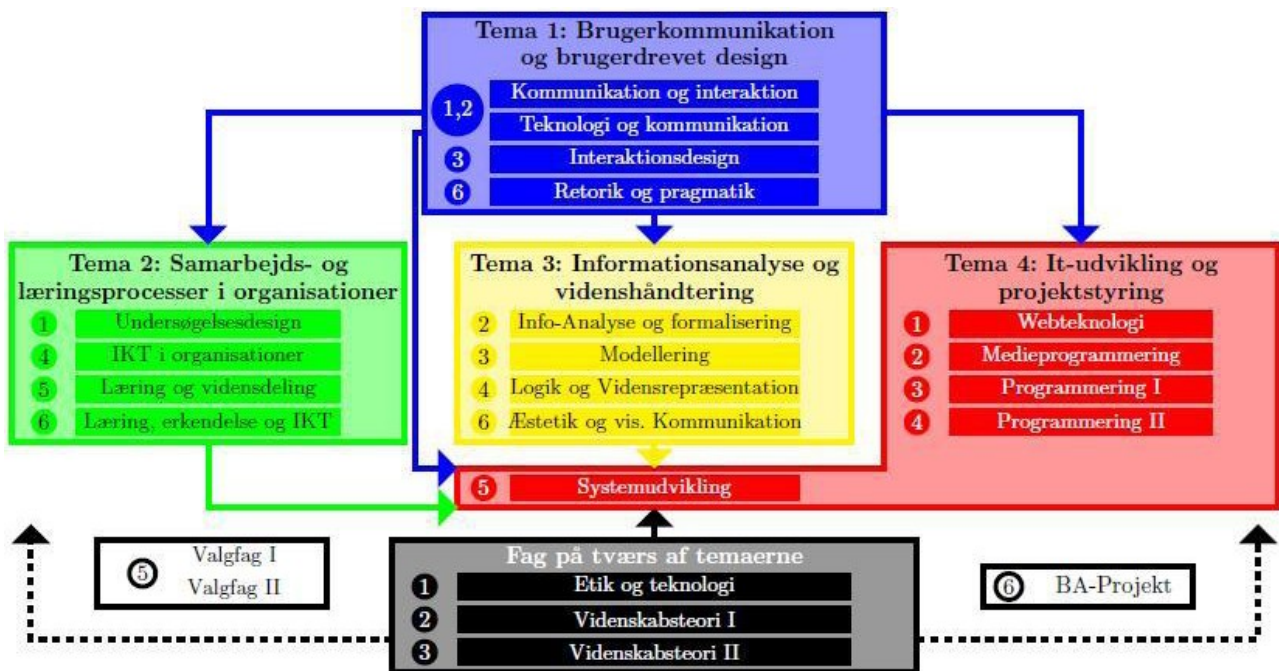 Tema 1: Brugerkommunikation
og brugerdrevet design
1,2
Kommunikation og interaktion
Teknologi og kommunikation
3 Interaktionsdesign
6 Retorik og pragmatik
Tema 2: Samarbejds- og
læringsprocesser i organisationer
1 Undersøgelsesdesign
4 IKT i organisationer
5 Læring og vidensdeling
6 Læring, erkendelse og IKT
Tema 3: Informationsanalyse og
videnshåndtering
2 Info-Analyse og formalisering
3 Modellering
4 Logik og Vidensrepræsentation
6 Æstetik og vis. Kommunikation
Tema 4: It-udvikling og
projektstyring
1 Webteknologi
2 Medieprogrammering
3 Programmering I
4 Programmering II
5 Systemudvikling
5
Valgfag I
Valgfag II
Fag på tværs af temaerne
1 Etik og teknologi
2 Videnskabsteori I
3 Videnskabsteori II
6 BA-Projekt